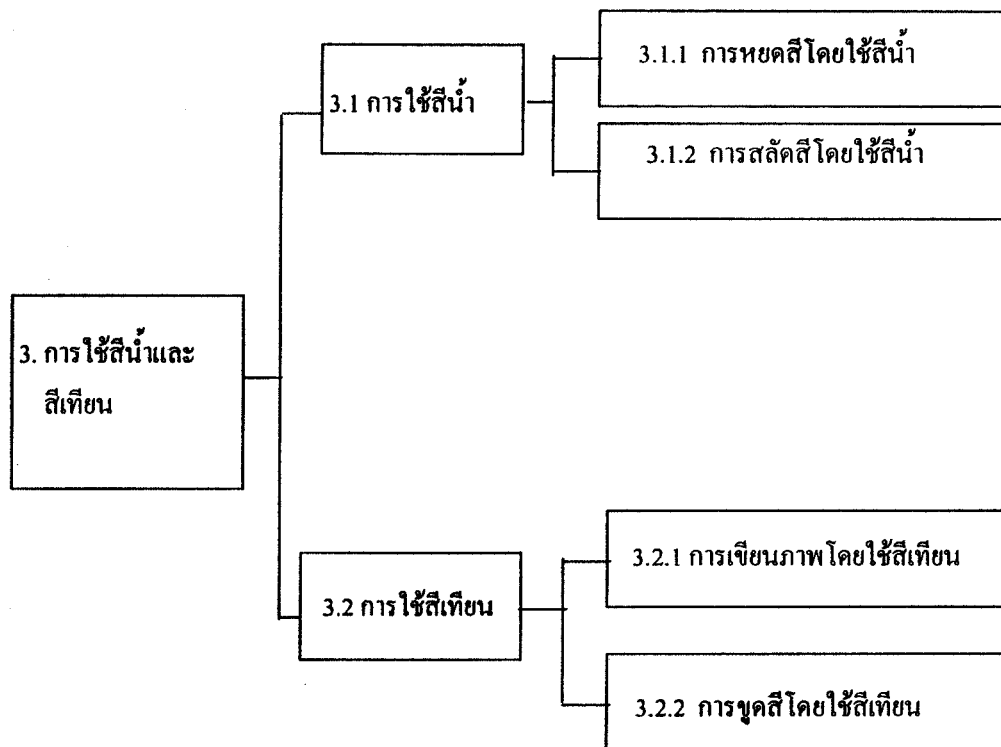 3.1.1 การหยดสีโดยใช้สีน้ำ
3.1 การใช้สีน้ำ
3.1.2 การสลัดสีโดยใช้สีน้ำ
3. การใช้สีน้ำและ
สีเทียน
3.2.1 การเขียนภาพโดยใช้สีเทียน
3.2 การใช้สีเทียน
3.2.2 การขูดสีโดยใช้สีเทียน